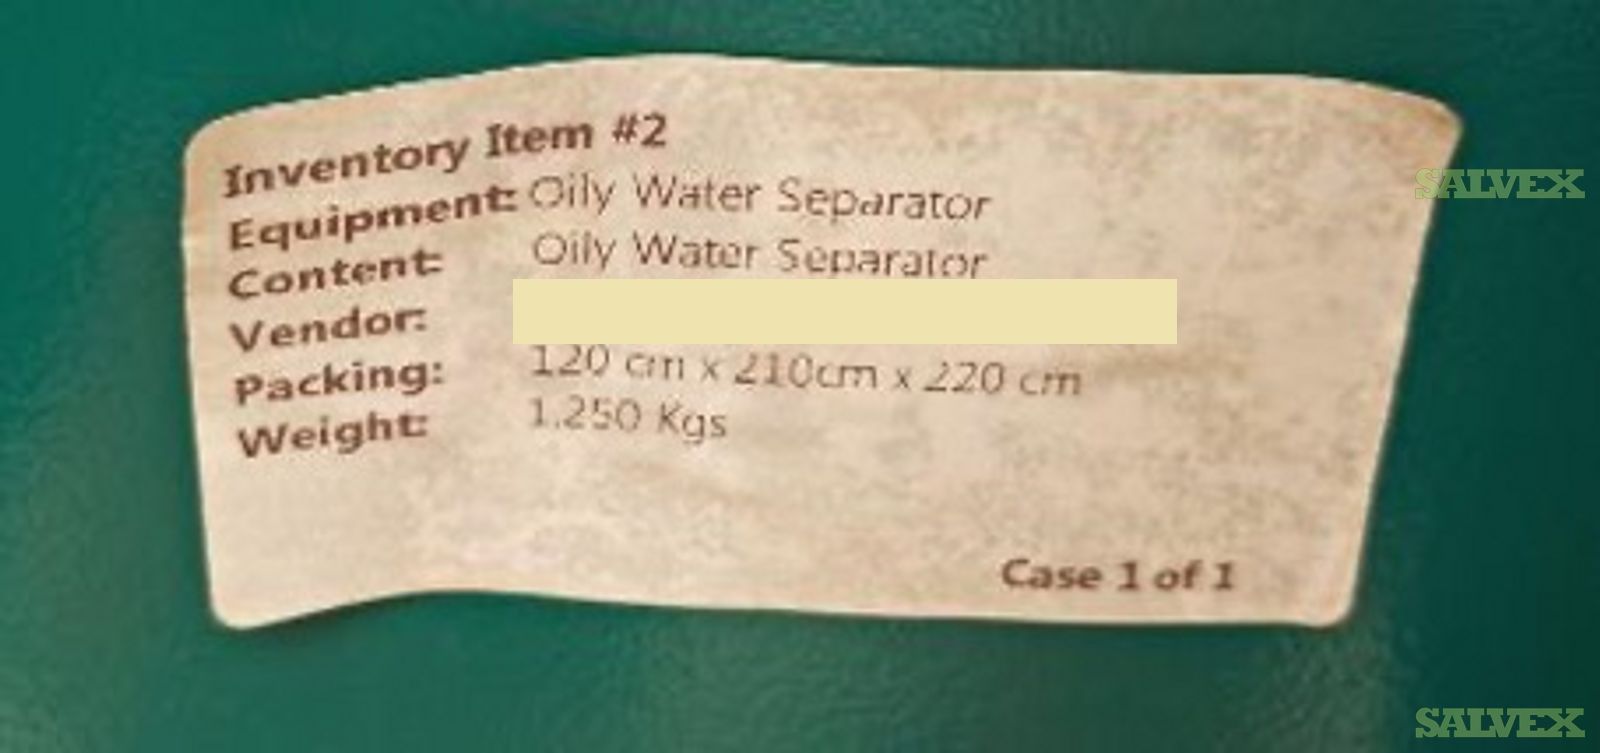 Inventory Item #2
Equipment: Oily Water Separator
Content: Oily Water Separator
Vendor:
Packing: 120 cm x 210cm x 220 cm
Weight: 1.250 Kgs
Case 1 of 1
SALVEX
SALVEX